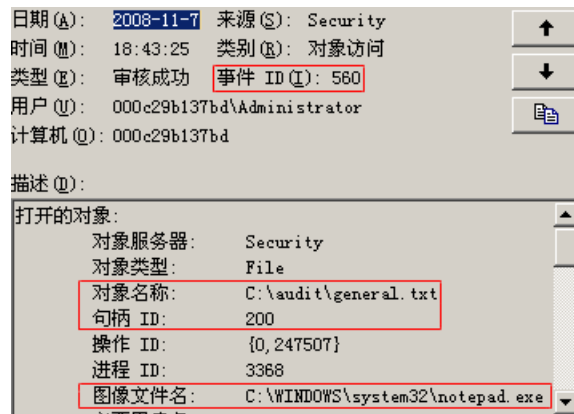 日期(A): 2008-11-7 来源(S): Security
时间(M): 18:43:25 类别(R): 对象访问
类型(E): 审核成功 事件 ID(I): 560
用户(U): 000c29b137bd\Administrator
计算机(O): 000c29b137bd
描述(D):
打开的对象:
对象服务器: Security
对象类型: File
对象名称: C:\audit\general.txt
句柄 ID: 200
操作 ID: {0,247507}
进程 ID: 3368
图像文件名: C:\WINDOWS\system32\notepad.exe